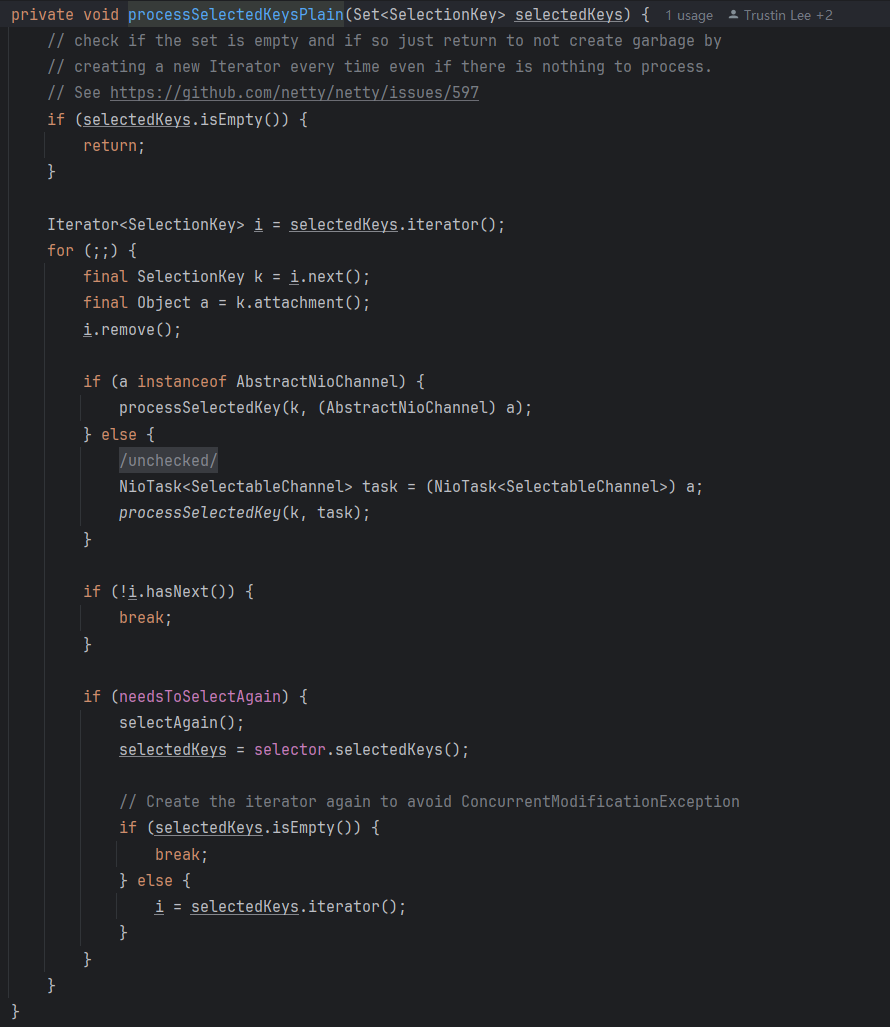 private void processSelectedKeysPlain(Set<SelectionKey> selectedKeys) { 1 usage Trustin Lee +2
    // check if the set is empty and if so just return to not create garbage by
    // creating a new Iterator every time even if there is nothing to process.
    // See https://github.com/netty/netty/issues/597
    if (selectedKeys.isEmpty()) {
        return;
    }

    Iterator<SelectionKey> i = selectedKeys.iterator();
    for (;;) {
        final SelectionKey k = i.next();
        final Object a = k.attachment();
        i.remove();

        if (a instanceof AbstractNioChannel) {
            processSelectedKey(k, (AbstractNioChannel) a);
        } else {
            /unchecked/
            NioTask<SelectableChannel> task = (NioTask<SelectableChannel>) a;
            processSelectedKey(k, task);
        }

        if (!i.hasNext()) {
            break;
        }

        if (needsToSelectAgain) {
            selectAgain();
            selectedKeys = selector.selectedKeys();

            // Create the iterator again to avoid ConcurrentModificationException
            if (selectedKeys.isEmpty()) {
                break;
            } else {
                i = selectedKeys.iterator();
            }
        }
    }
}